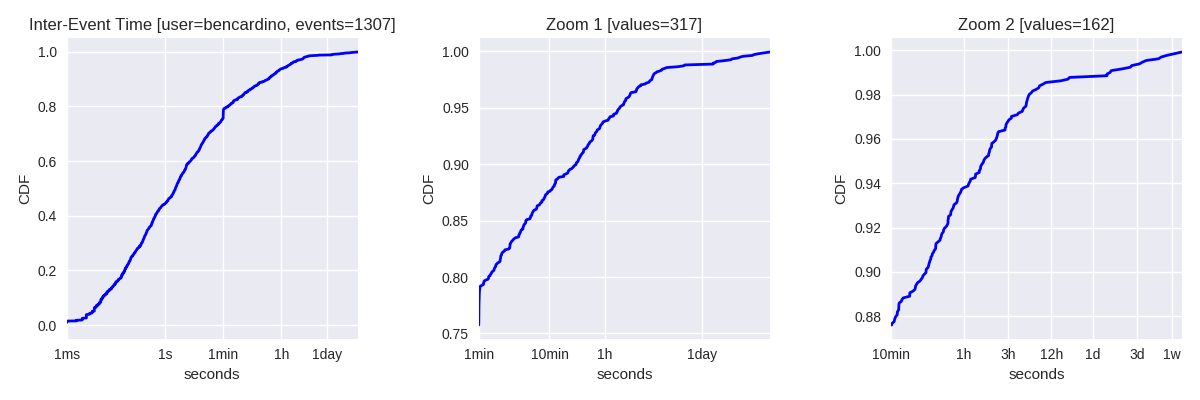 Inter-Event Time [user=bencardino, events=1307]
1.0
0.8
0.6
0.4
0.2
0.0
CDF
1ms 1s 1min 1h 1day
seconds
Zoom 1 [values=317]
1.00
0.95
0.90
0.85
0.80
0.75
CDF
1min 10min 1h 1day
seconds
Zoom 2 [values=162]
1.00
0.98
0.96
0.94
0.92
0.90
0.88
CDF
10min 1h 3h 12h 1d 3d 1w
seconds